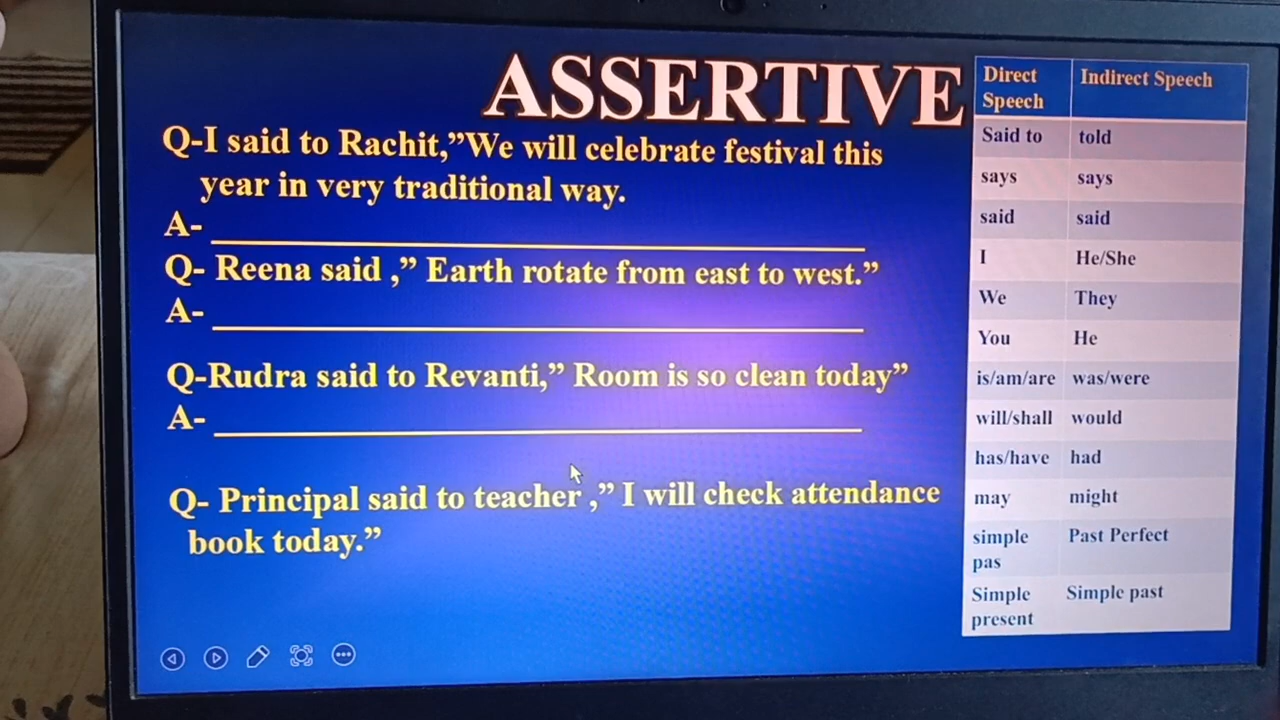 ASSERTIVE
Q-I said to Rachit,”We will celebrate festival this
year in very traditional way.
A-
Q- Reena said ,” Earth rotate from east to west.”
A-
Q-Rudra said to Revanti,” Room is so clean today”
A-
Q- Principal said to teacher ,” I will check attendance
book today.”
Direct Speech Indirect Speech
Said to told
says says
said said
I He/She
We They
You He
is/am/are was/were
will/shall would
has/have had
may might
simple pas Past Perfect
Simple present Simple past